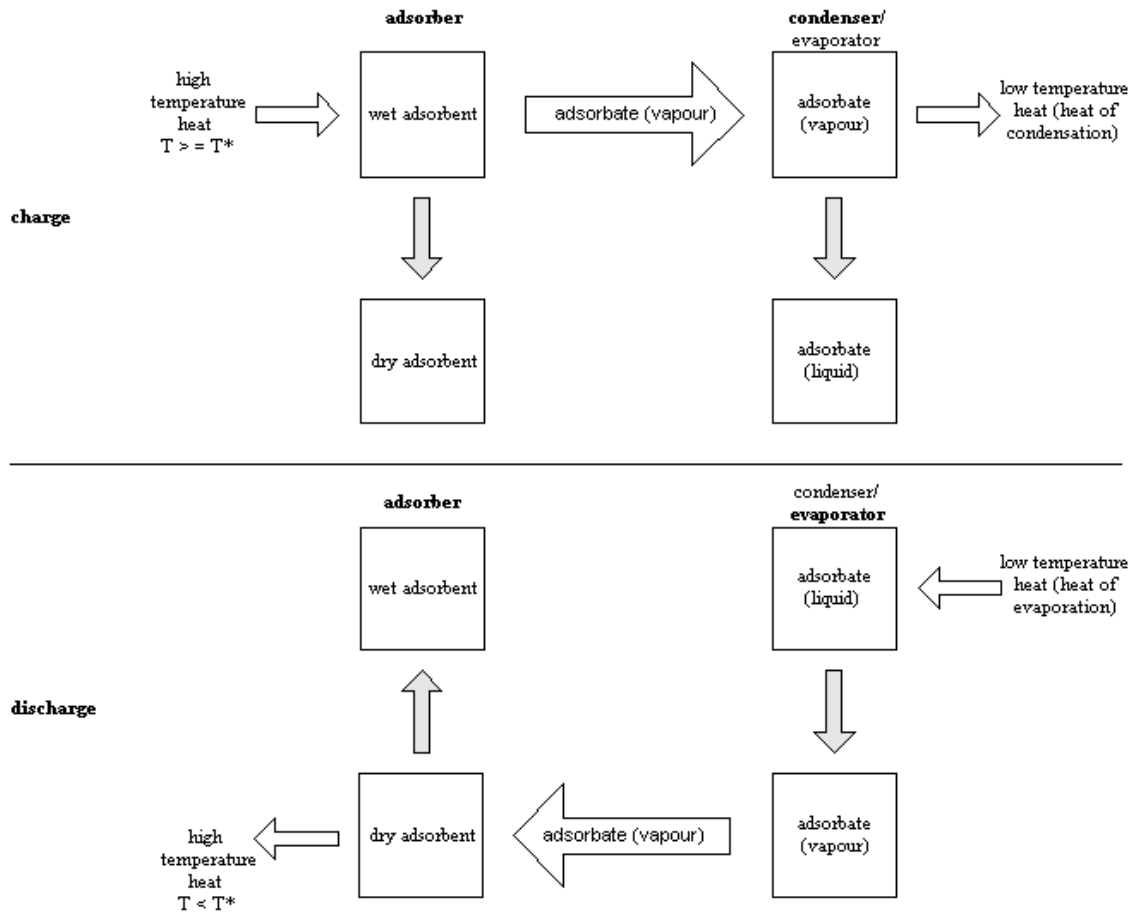 adsorber
condenser/
evaporator
high
temperature
heat
T > = T*
wet adsorbent
adsorbate (vapour)
adsorbate
(vapour)
low temperature
heat (heat of
condensation)
charge
dry adsorbent
adsorbate
(liquid)
adsorber
condenser/
evaporator
wet adsorbent
adsorbate
(liquid)
low temperature
heat (heat of
evaporation)
discharge
high
temperature
heat
T < T*
dry adsorbent
adsorbate (vapour)
adsorbate
(vapour)